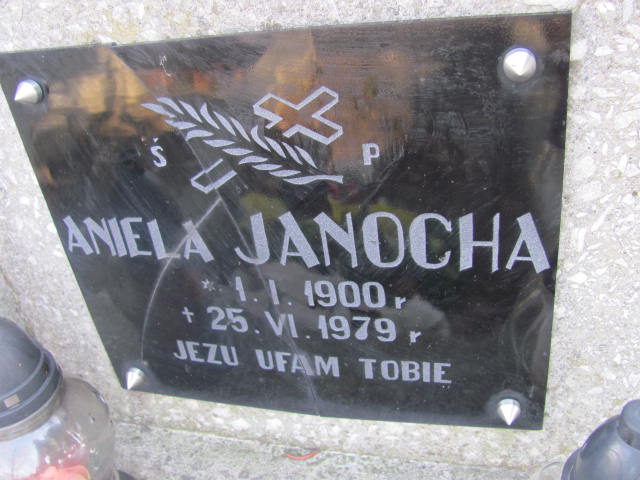 Ś P
ANIELA JANOCHA
* 1. I. 1900 r
+ 25. VI. 1979 r
JEZU UFAM TOBIE